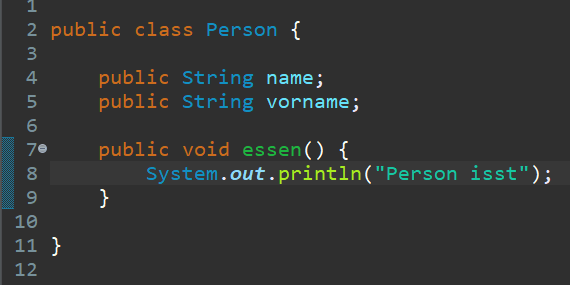 1
2 public class Person {
3
4     public String name;
5     public String vorname;
6
7     public void essen() {
8         System.out.println("Person isst");
9     }
10
11 }
12